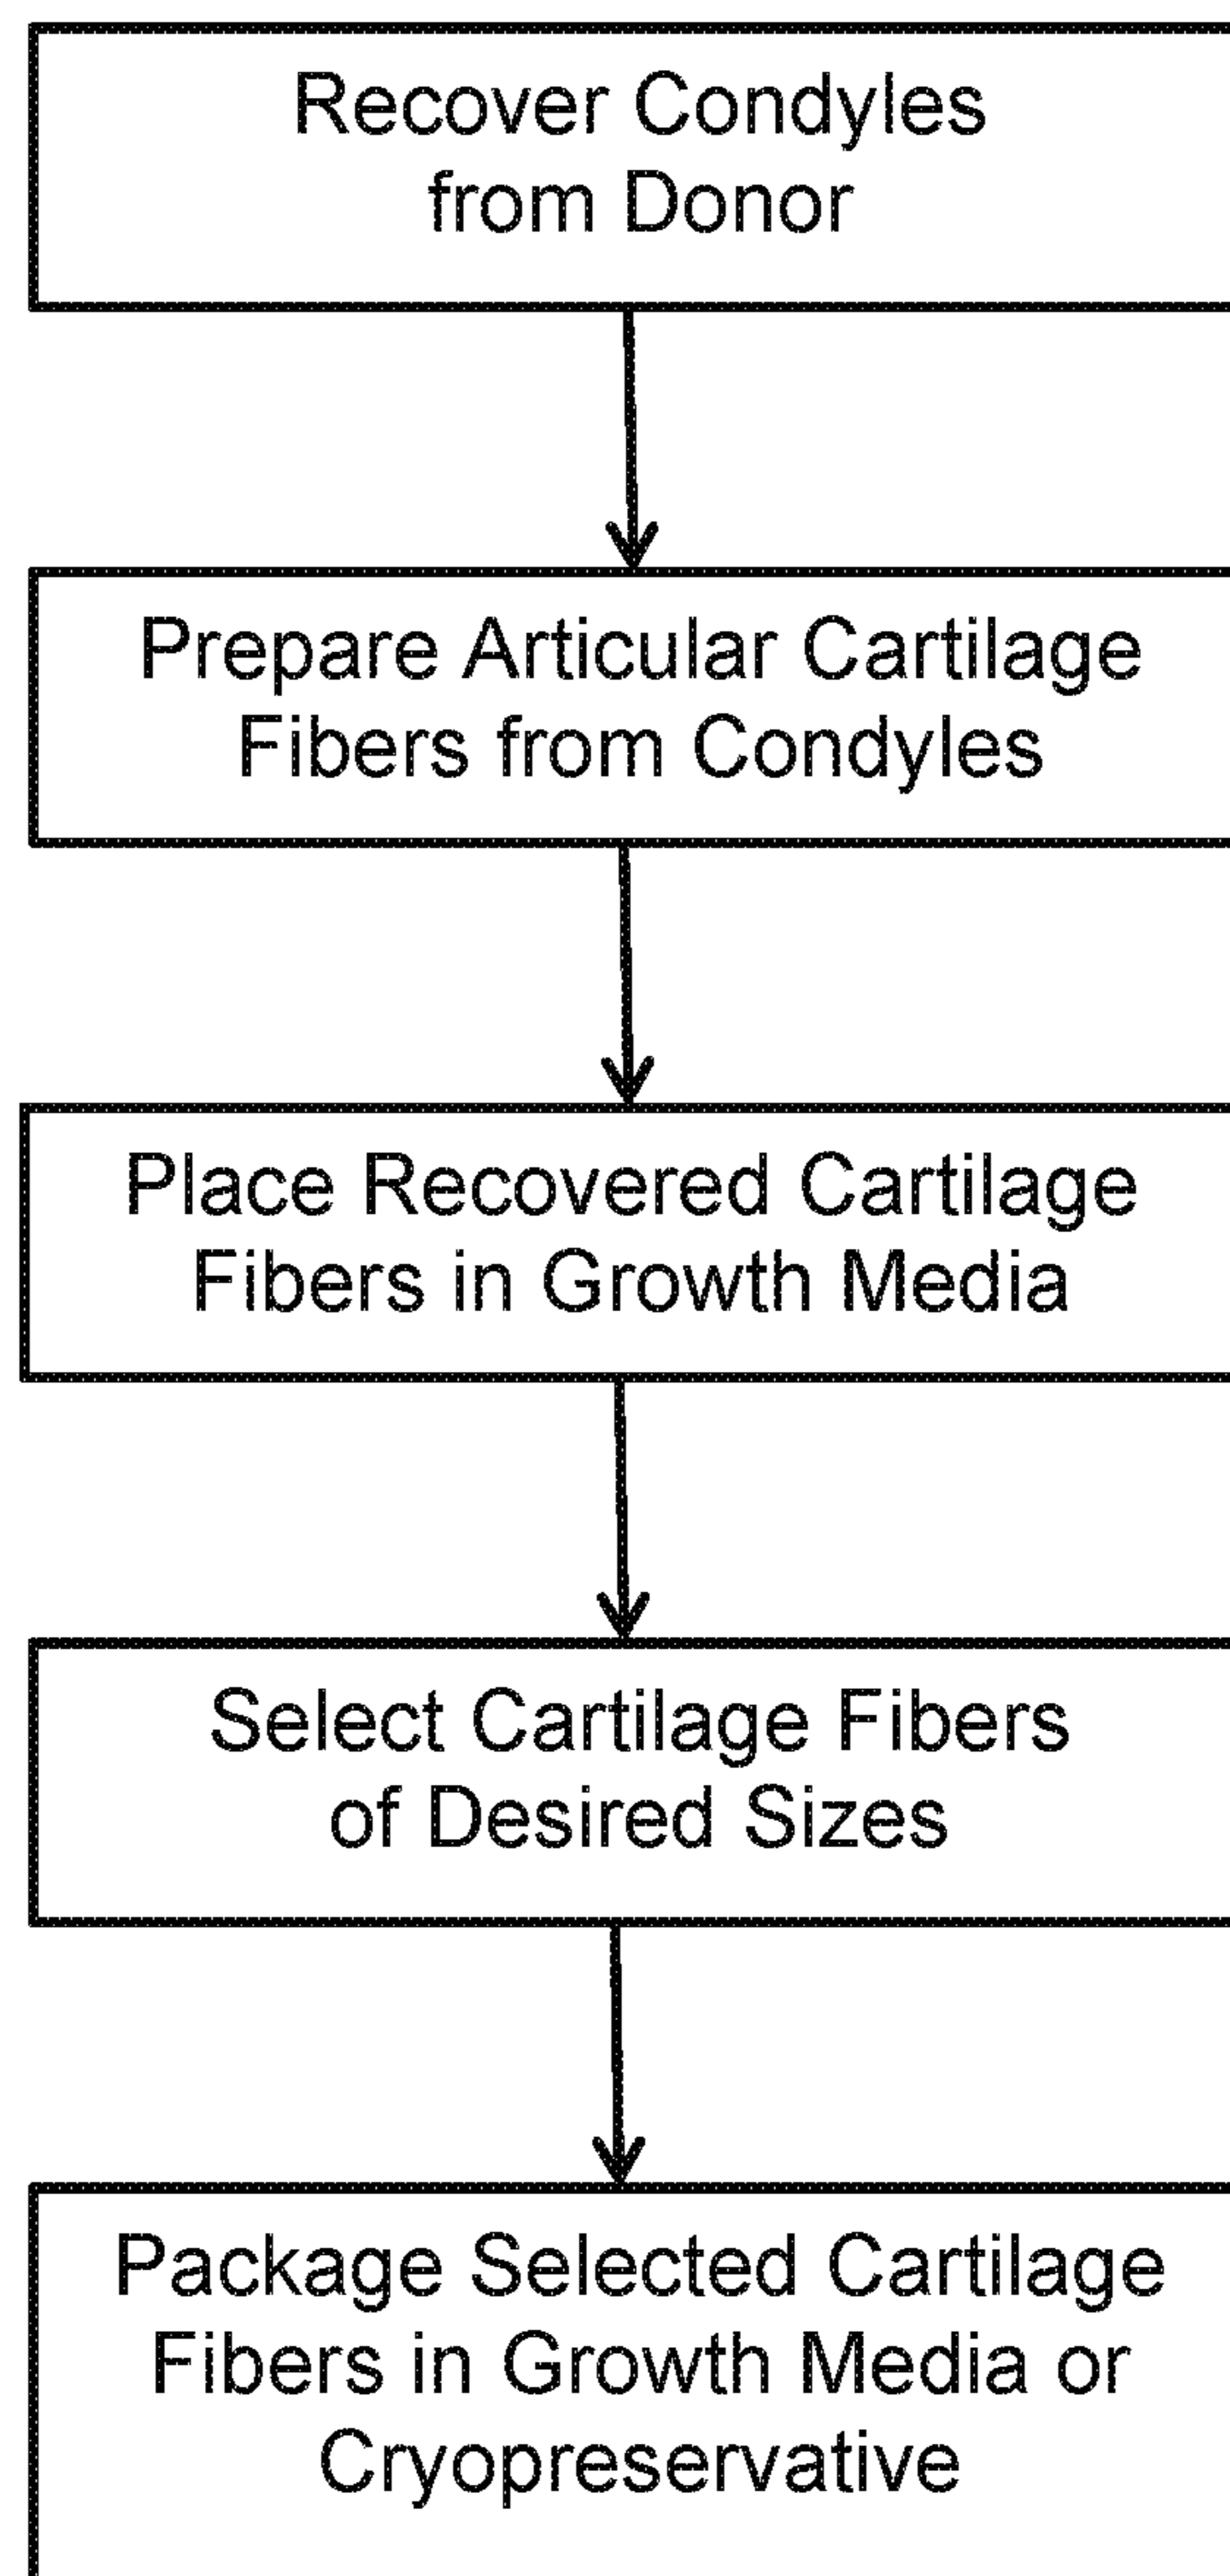 Recover Condyles
from Donor
Prepare Articular Cartilage
Fibers from Condyles
Place Recovered Cartilage
Fibers in Growth Media
Select Cartilage Fibers
of Desired Sizes
Package Selected Cartilage
Fibers in Growth Media or
Cryopreservative